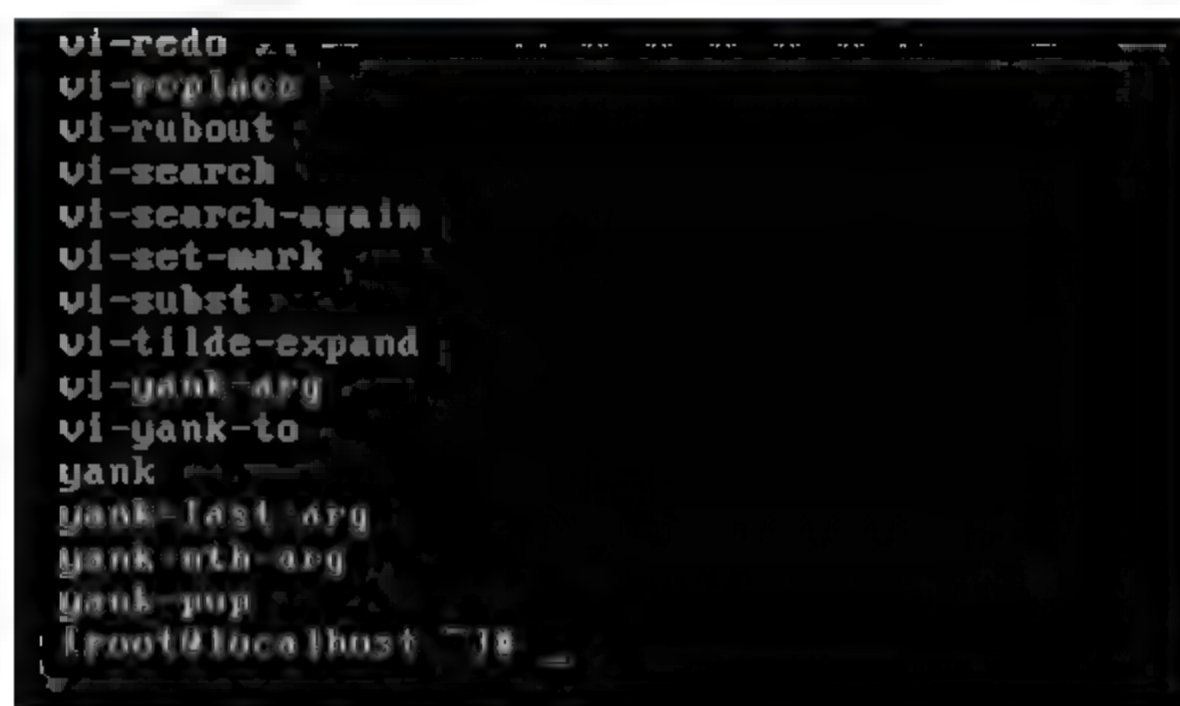 vi-redo
vi-replace
vi-rubout
vi-search
vi-search-again
vi-set-mark
vi-subst
vi-tilde-expand
vi-yank-arg
vi-yank-to
yank
yank-last-arg
yank-nth-arg
yank-pop
[root@localhost ~]# _